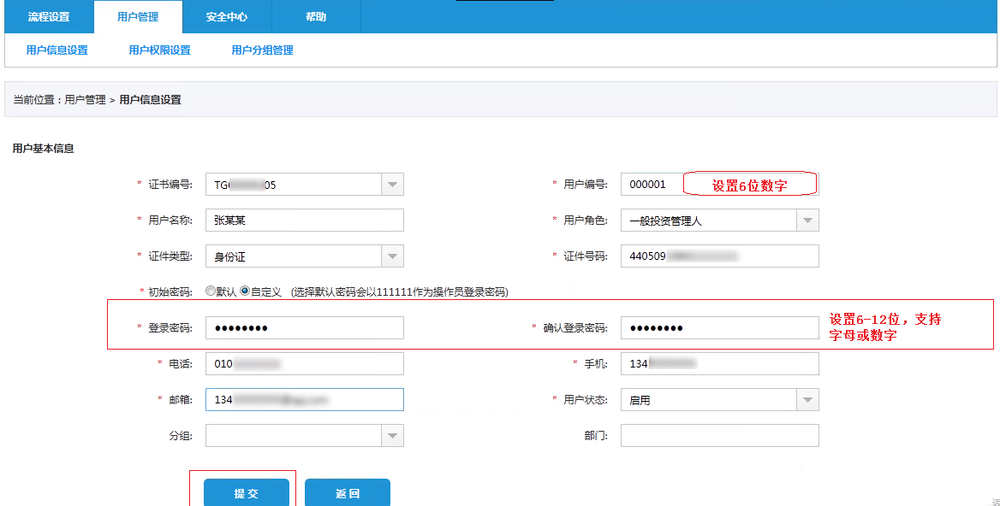 流程设置 用户管理 安全中心 帮助
用户信息设置 用户权限设置 用户分组管理
当前位置：用户管理 > 用户信息设置
用户基本信息
* 证书编号: TG 05 * 用户编号: 000001 设置6位数字
* 用户名称: 张某某 * 用户角色: 一般投资管理人
* 证件类型: 身份证 * 证件号码: 440509
* 初始密码: 默认 自定义 (选择默认密码会以111111作为操作员登录密码)
* 登录密码: ●●●●●●●● * 确认登录密码: ●●●●●●●● 设置6-12位，支持
字母或数字
* 电话: 010 * 手机: 134
* 邮箱: 134 * 用户状态: 启用
分组: 部门:
提交 返回